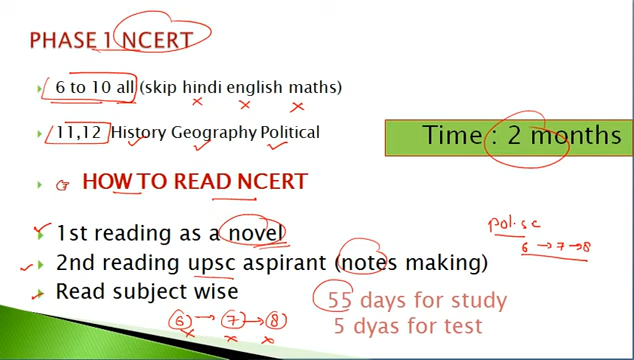 PHASE 1 NCERT
6 to 10 all (skip hindi english maths)
11,12 History Geography Political
Time : 2 months
HOW TO READ NCERT
1st reading as a novel
2nd reading upsc aspirant (notes making)
Read subject wise
pol. sc
6 → 7 → 8
55 days for study
5 dyas for test
6 → 7 → 8